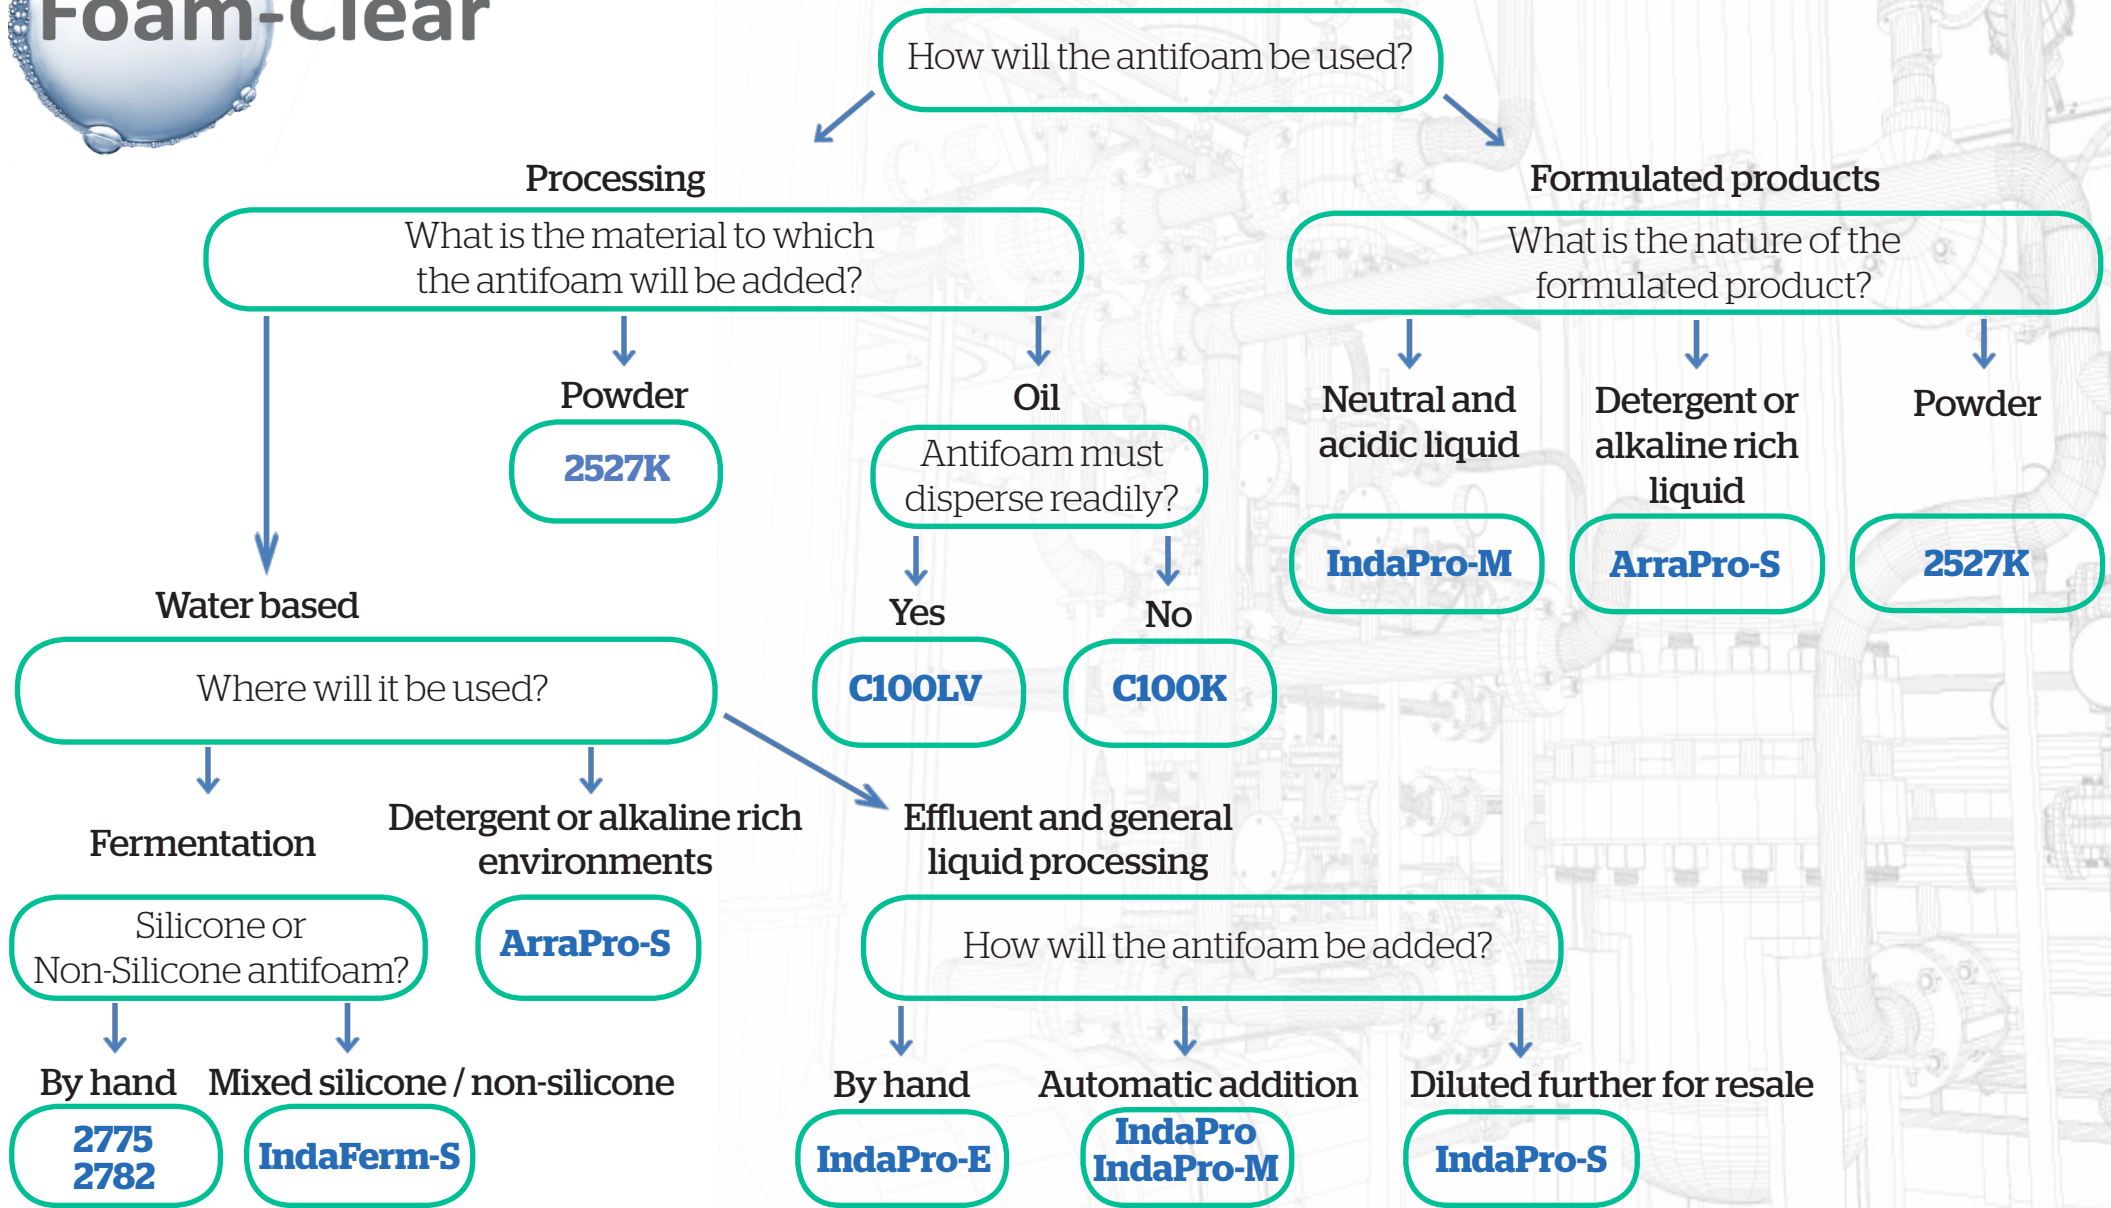 Foam-Clear
How will the antifoam be used?
Processing
What is the material to which
the antifoam will be added?
Formulated products
What is the nature of the
formulated product?
Powder
2527K
Oil
Antifoam must
disperse readily?
Neutral and
acidic liquid
IndaPro-M
Detergent or
alkaline rich
liquid
ArraPro-S
Powder
2527K
Yes
C100LV
No
C100K
Water based
Where will it be used?
Fermentation
Silicone or
Non-Silicone antifoam?
Detergent or alkaline rich
environments
ArraPro-S
Effluent and general
liquid processing
How will the antifoam be added?
By hand
2775
2782
Mixed silicone / non-silicone
IndaFerm-S
By hand
IndaPro-E
Automatic addition
IndaPro
IndaPro-M
Diluted further for resale
IndaPro-S